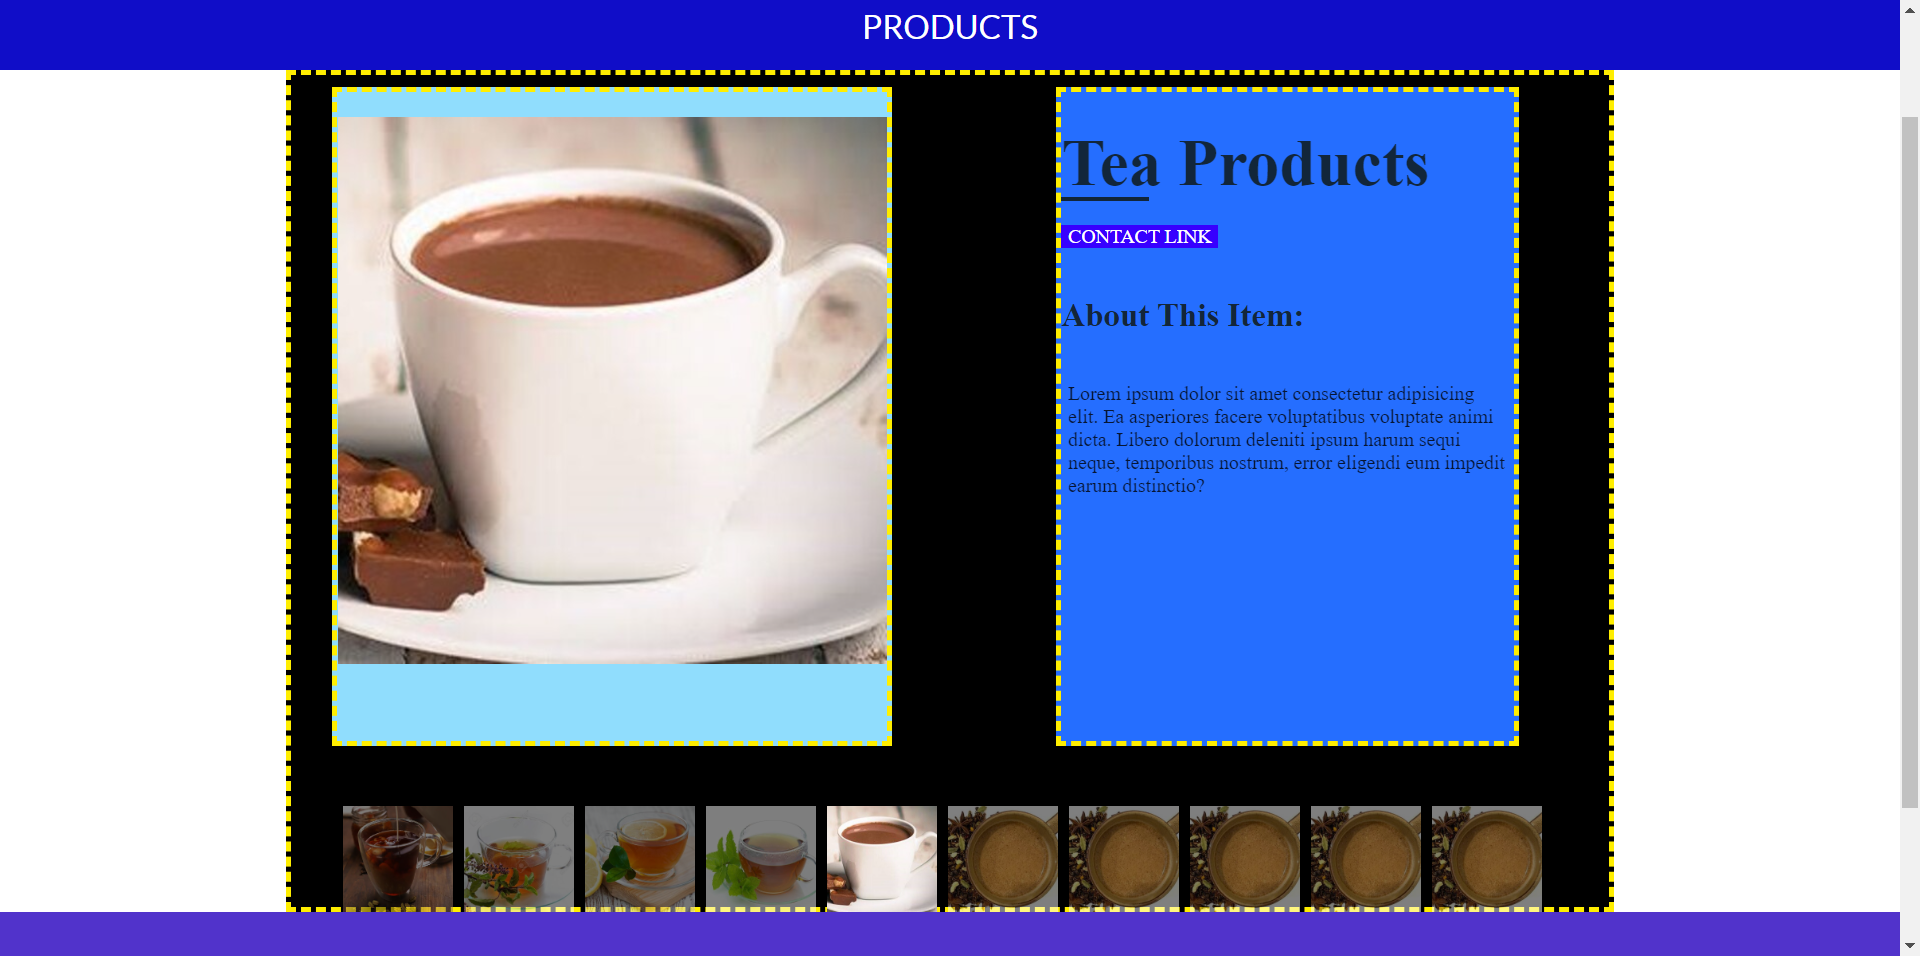 PRODUCTS
Tea Products
CONTACT LINK
About This Item:
Lorem ipsum dolor sit amet consectetur adipisicing
elit. Ea asperiores facere voluptatibus voluptate animi
dicta. Libero dolorum deleniti ipsum harum sequi
neque, temporibus nostrum, error eligendi eum impedit
earum distinctio?